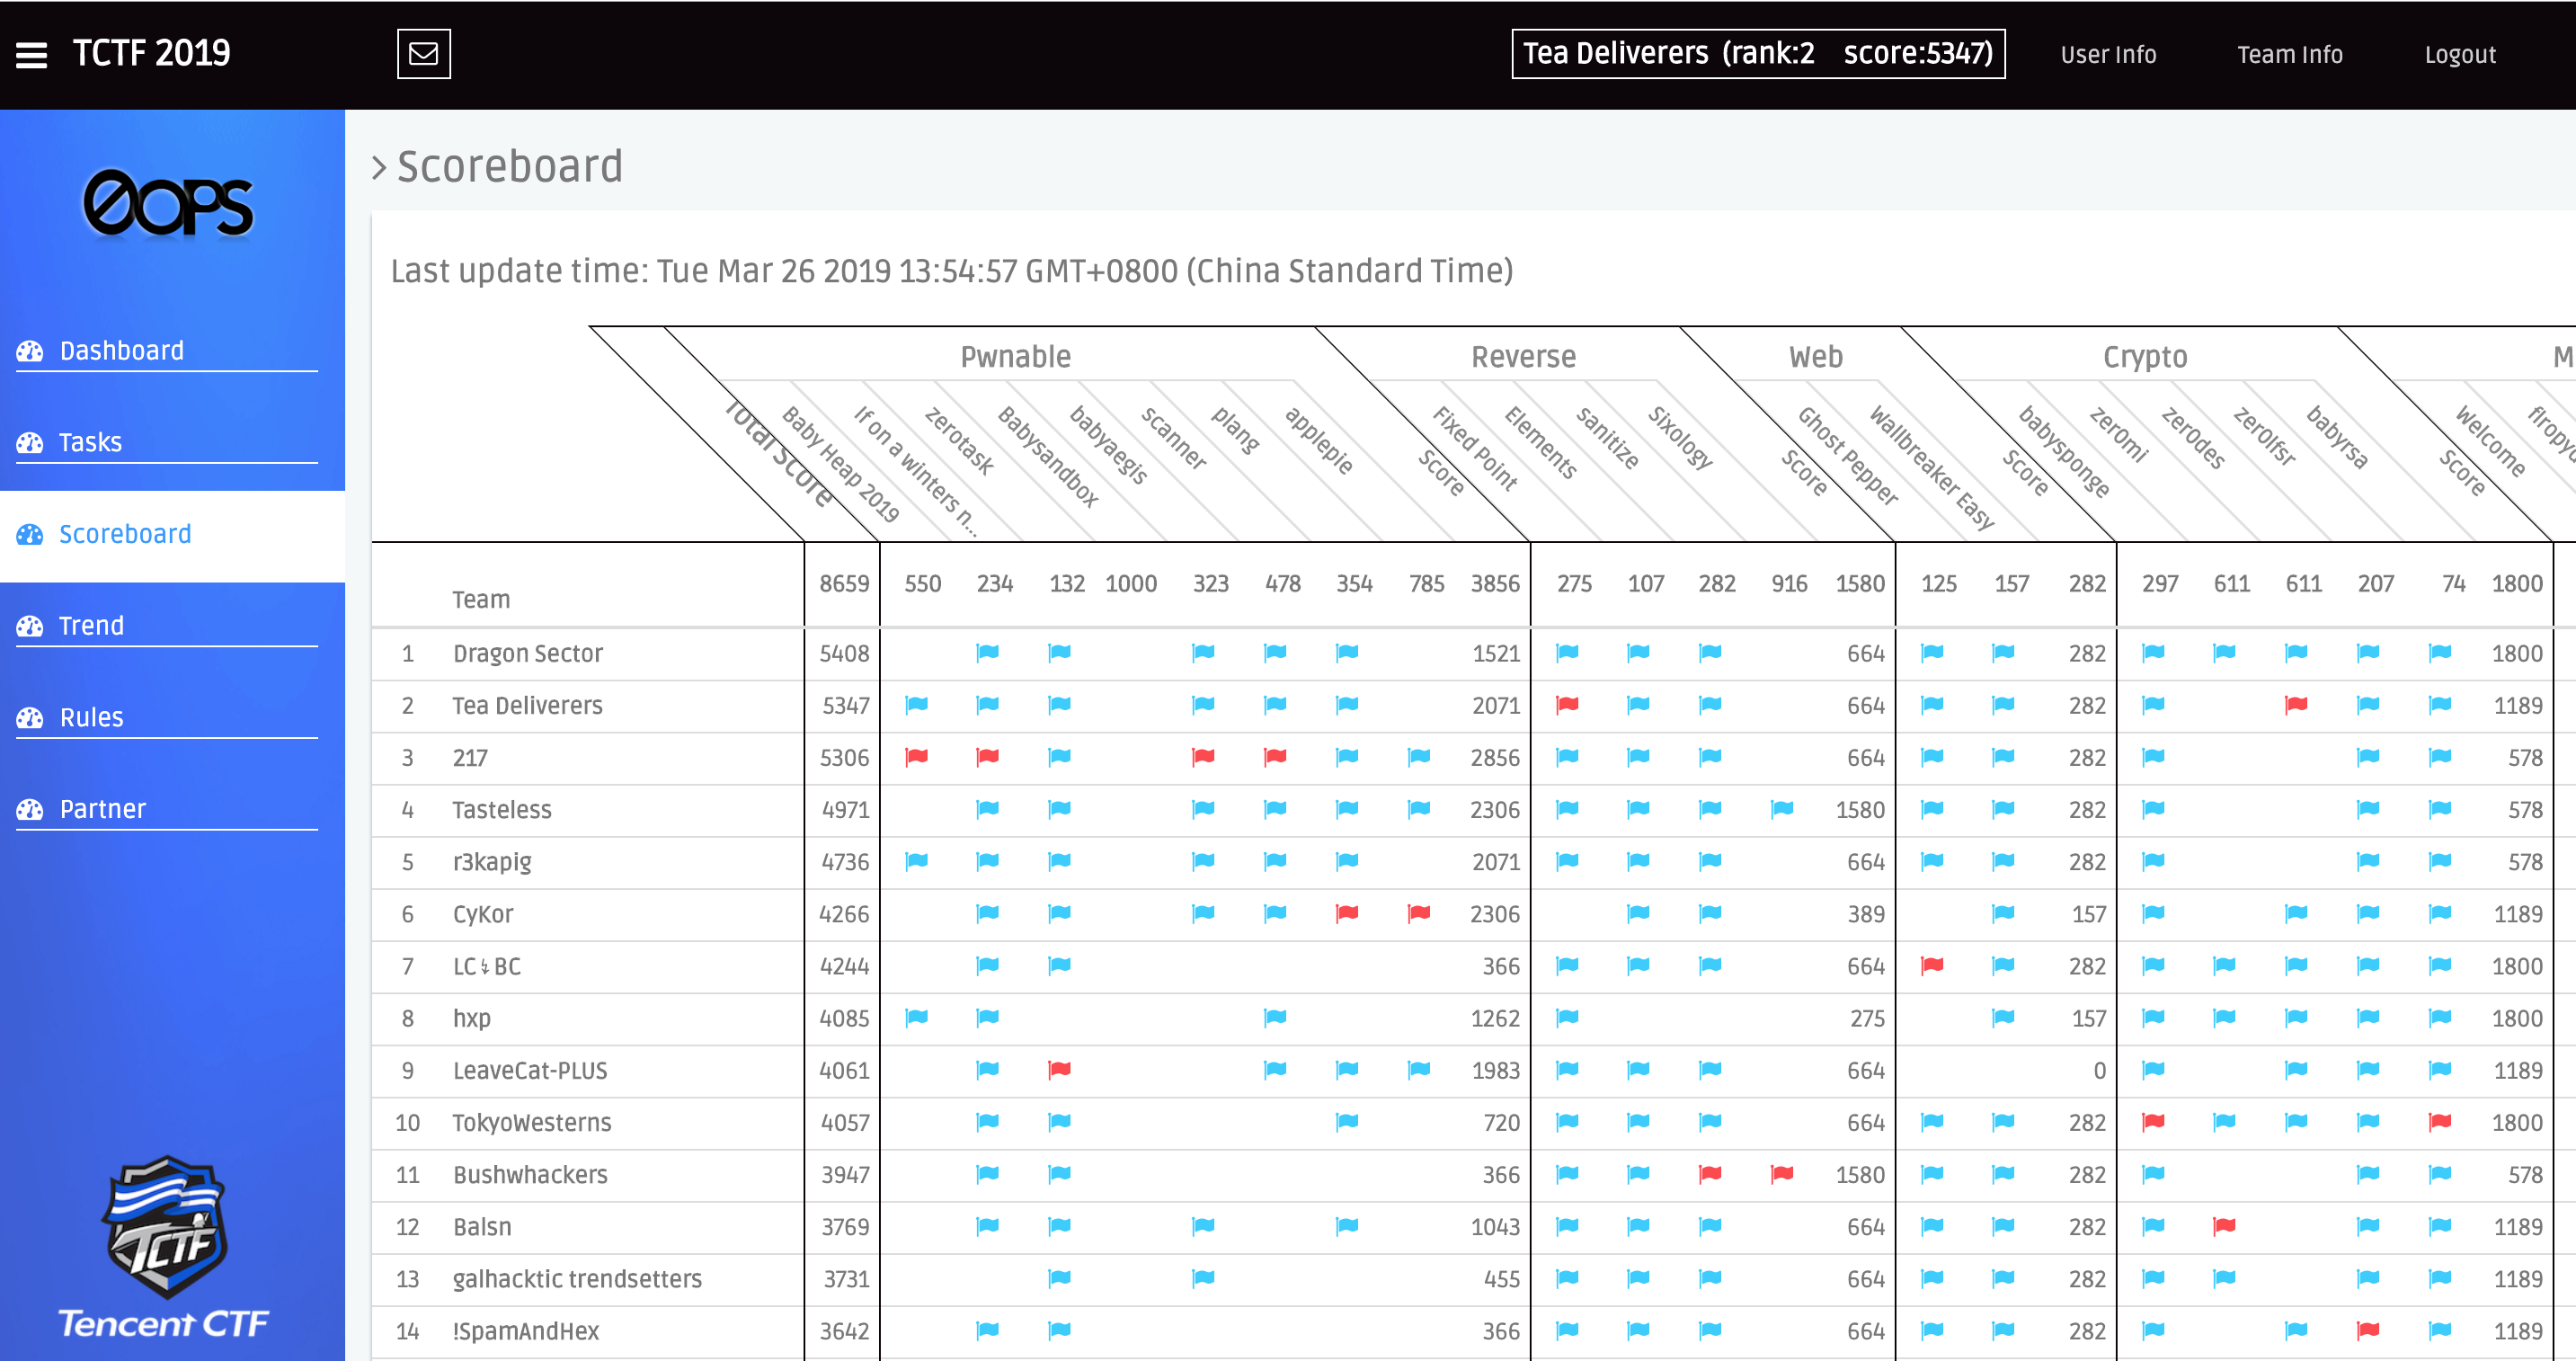 TCTF 2019
Tea Deliverers (rank:2 score:5347)
User Info
Team Info
Logout
0OPS
Dashboard
Tasks
Scoreboard
Trend
Rules
Partner
TCTF
Tencent CTF
> Scoreboard
Last update time: Tue Mar 26 2019 13:54:57 GMT+0800 (China Standard Time)
Pwnable Reverse Web Crypto M
Total Score
Baby Heap 2019
If on a winters n...
zerotask
Babysandbox
babyaegis
scanner
plang
applepie
Score
Fixed Point
Elements
sanitize
Sixology
Score
Ghost Pepper
Wallbreaker Easy
Score
babysponge
zer0mi
zer0des
zer0lfsr
babyrsa
Score
Welcome
Team 8659 550 234 132 1000 323 478 354 785 3856 275 107 282 916 1580 125 157 282 297 611 611 207 74 1800
1 Dragon Sector 5408 1521 664 282 1800
2 Tea Deliverers 5347 2071 664 282 1189
3 217 5306 2856 664 282 578
4 Tasteless 4971 2306 1580 282 578
5 r3kapig 4736 2071 664 282 578
6 CyKor 4266 2306 389 157 1189
7 LC↯BC 4244 366 664 282 1800
8 hxp 4085 1262 275 157 1800
9 LeaveCat-PLUS 4061 1983 664 0 1189
10 TokyoWesterns 4057 720 664 282 1800
11 Bushwhackers 3947 366 1580 282 578
12 Balsn 3769 1043 664 282 1189
13 galhacktic trendsetters 3731 455 664 282 1189
14 !SpamAndHex 3642 366 664 282 1189